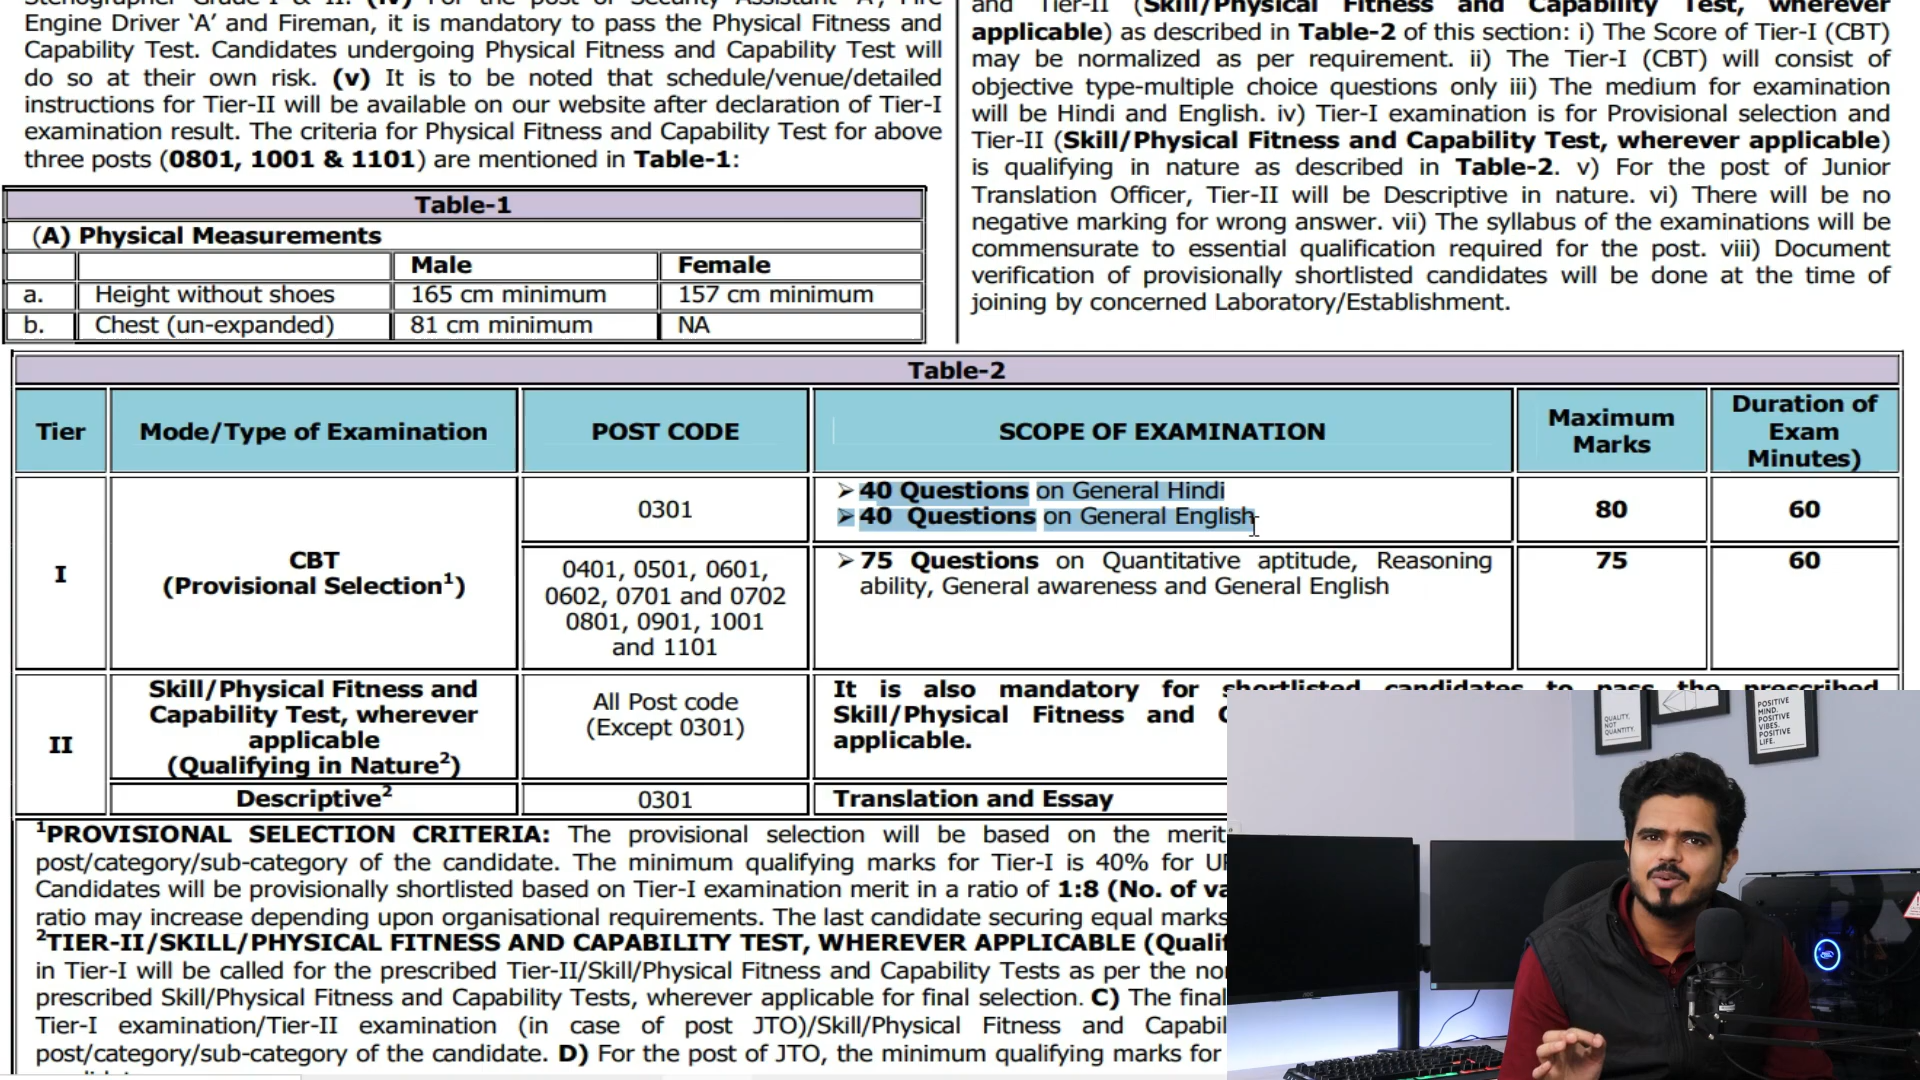 Stenographer Grade-I & II. (iv) For the post of Security Assistant 'A', Fire
Engine Driver 'A' and Fireman, it is mandatory to pass the Physical Fitness and
Capability Test. Candidates undergoing Physical Fitness and Capability Test will
do so at their own risk. (v) It is to be noted that schedule/venue/detailed
instructions for Tier-II will be available on our website after declaration of Tier-I
examination result. The criteria for Physical Fitness and Capability Test for above
three posts (0801, 1001 & 1101) are mentioned in Table-1:
Table-1
(A) Physical Measurements
Male Female
a. Height without shoes 165 cm minimum 157 cm minimum
b. Chest (un-expanded) 81 cm minimum NA
and Tier-II (Skill/Physical Fitness and Capability Test, wherever
applicable) as described in Table-2 of this section: i) The Score of Tier-I (CBT)
may be normalized as per requirement. ii) The Tier-I (CBT) will consist of
objective type-multiple choice questions only iii) The medium for examination
will be Hindi and English. iv) Tier-I examination is for Provisional selection and
Tier-II (Skill/Physical Fitness and Capability Test, wherever applicable)
is qualifying in nature as described in Table-2. v) For the post of Junior
Translation Officer, Tier-II will be Descriptive in nature. vi) There will be no
negative marking for wrong answer. vii) The syllabus of the examinations will be
commensurate to essential qualification required for the post. viii) Document
verification of provisionally shortlisted candidates will be done at the time of
joining by concerned Laboratory/Establishment.
Table-2
Tier Mode/Type of Examination POST CODE SCOPE OF EXAMINATION Maximum Marks Duration of Exam Minutes)
I
CBT
(Provisional Selection¹)
0301
➢ 40 Questions on General Hindi
➢ 40 Questions on General English
80 60
0401, 0501, 0601,
0602, 0701 and 0702
0801, 0901, 1001
and 1101
➢ 75 Questions on Quantitative aptitude, Reasoning
ability, General awareness and General English
75 60
II
Skill/Physical Fitness and
Capability Test, wherever
applicable
(Qualifying in Nature²)
All Post code
(Except 0301)
It is also mandatory for shortlisted candidates to pass the prescribed
Skill/Physical Fitness and
applicable.
Descriptive² 0301 Translation and Essay
¹PROVISIONAL SELECTION CRITERIA: The provisional selection will be based on the merit
post/category/sub-category of the candidate. The minimum qualifying marks for Tier-I is 40% for
Candidates will be provisionally shortlisted based on Tier-I examination merit in a ratio of 1:8 (No. of
ratio may increase depending upon organisational requirements. The last candidate securing equal marks
²TIER-II/SKILL/PHYSICAL FITNESS AND CAPABILITY TEST, WHEREVER APPLICABLE
in Tier-I will be called for the prescribed Tier-II/Skill/Physical Fitness and Capability Tests as per the
prescribed Skill/Physical Fitness and Capability Tests, wherever applicable for final selection. C) The final
Tier-I examination/Tier-II examination (in case of post JTO)/Skill/Physical Fitness and
post/category/sub-category of the candidate. D) For the post of JTO, the minimum qualifying marks for
QUALITY,
NOT
QUANTITY.
POSITIVE
MIND.
POSITIVE
VIBES.
POSITIVE
LIFE.